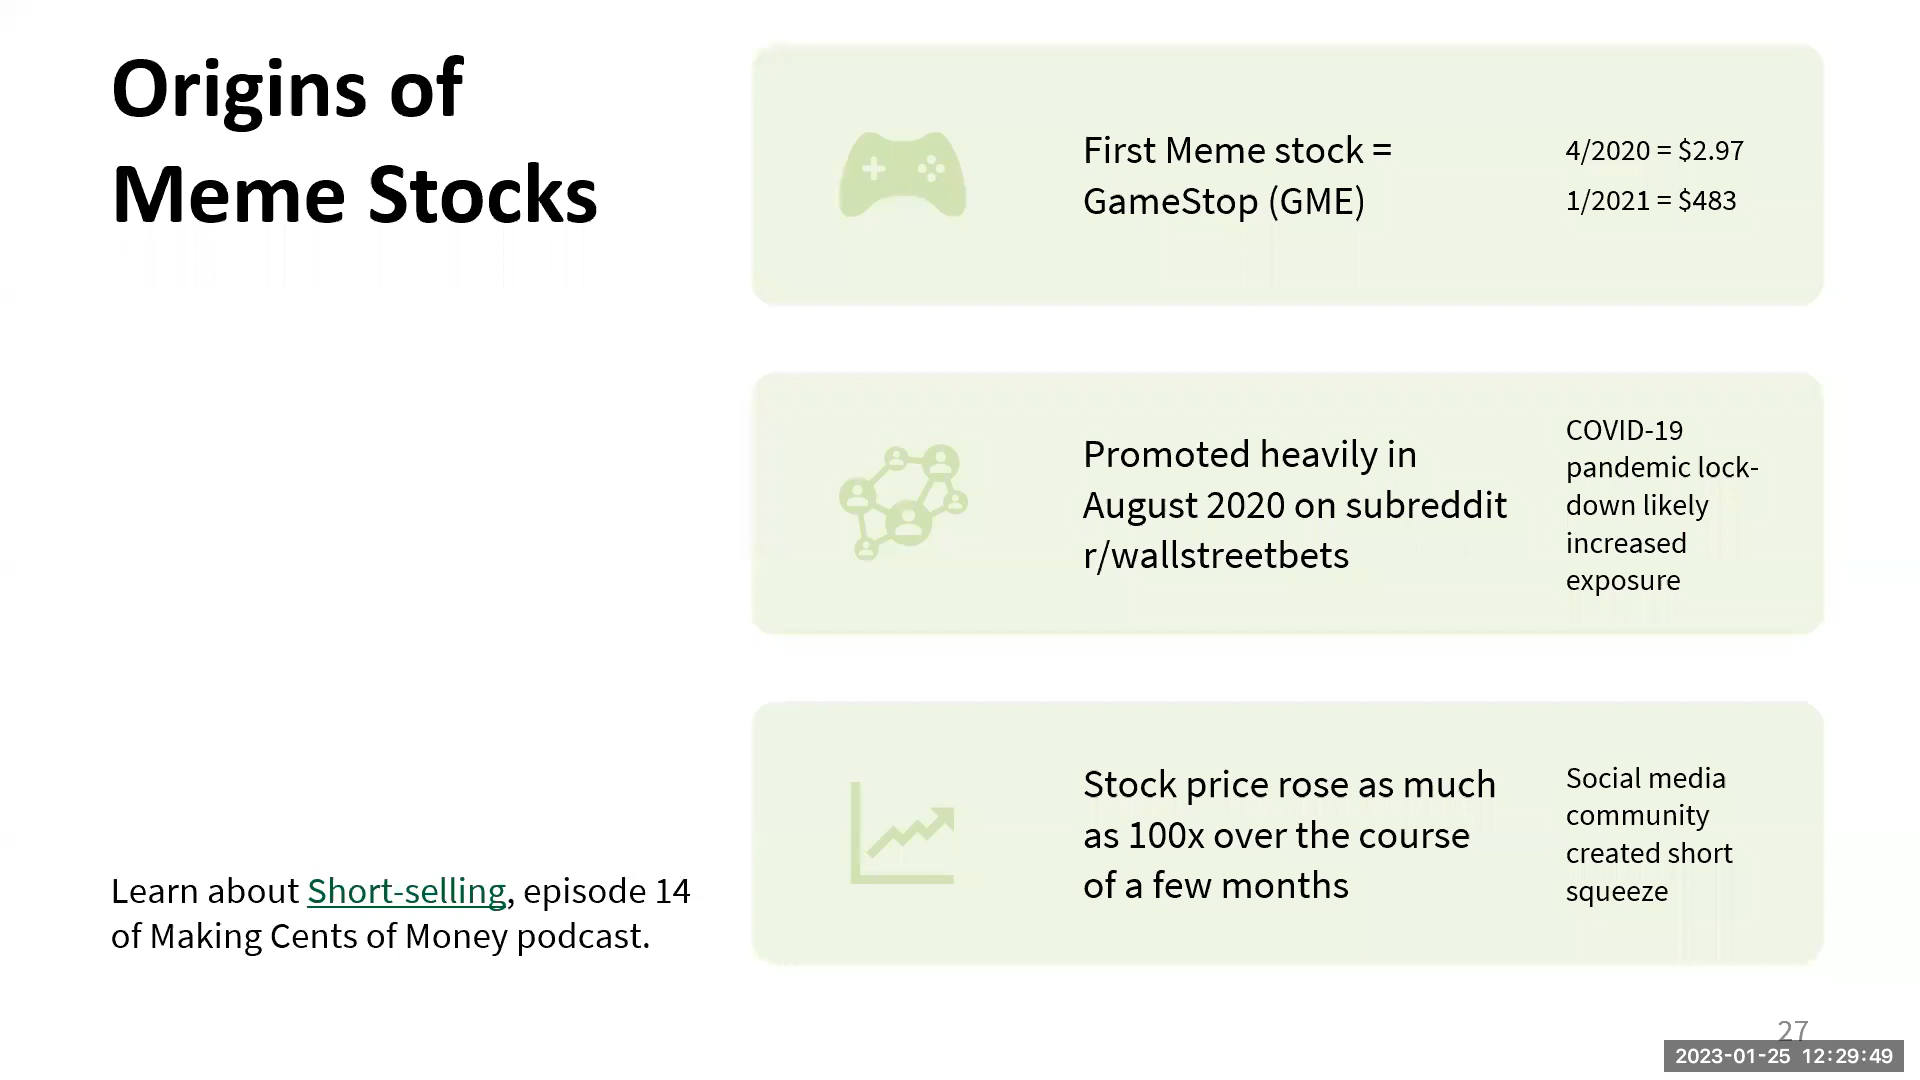 Origins of
Meme Stocks
First Meme stock =
GameStop (GME)
4/2020 = $2.97
1/2021 = $483
Promoted heavily in
August 2020 on subreddit
r/wallstreetbets
COVID-19
pandemic lock-
down likely
increased
exposure
Stock price rose as much
as 100x over the course
of a few months
Social media
community
created short
squeeze
Learn about Short-selling, episode 14
of Making Cents of Money podcast.
27
2023-01-25 12:29:49